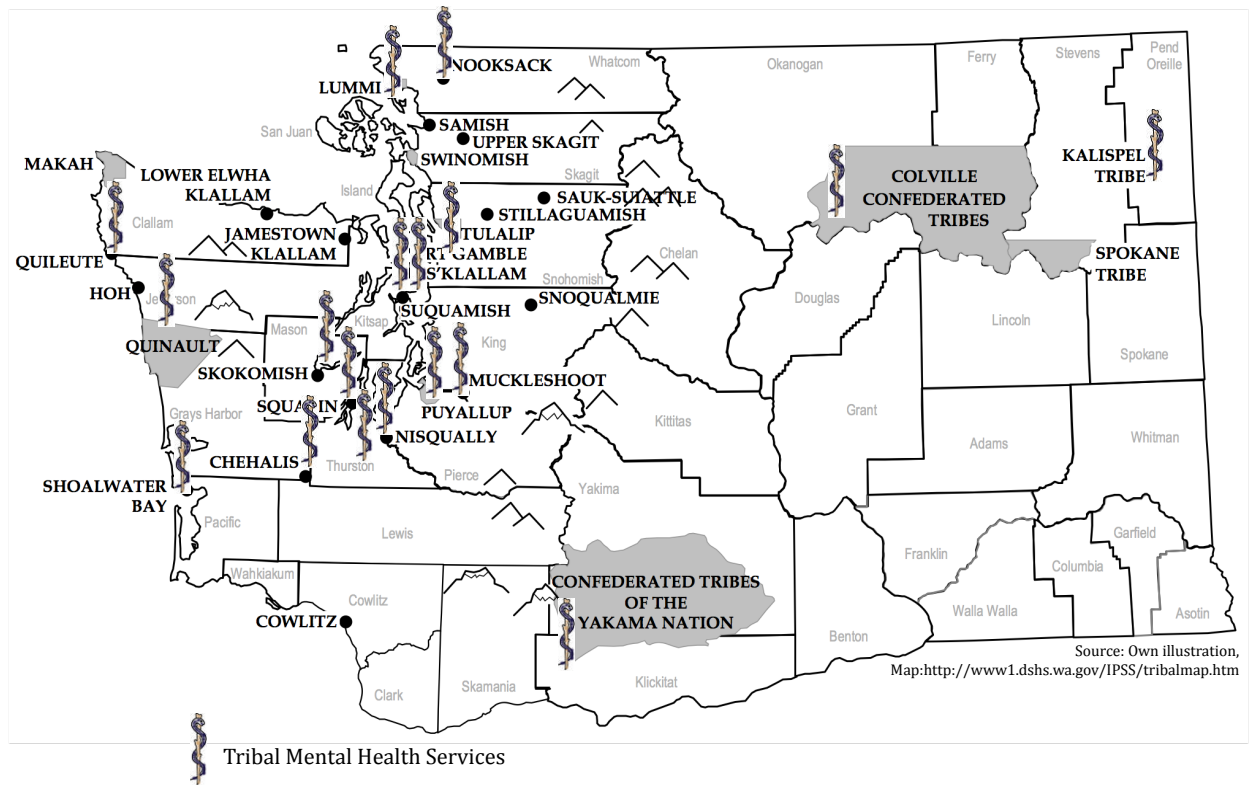 NOOKSACK
Whatcom
Okanogan
Ferry
Stevens
Pend
Oreille
LUMMI
San Juan
SAMISH
UPPER SKAGIT
SWINOMISH
Skagit
MAKAH
LOWER ELWHA
KLALLAM
Island
Clallam
SAUK-SUIATTLE
STILLAGUAMISH
KALISPEL
TRIBE
COLVILLE
CONFEDERATED
TRIBES
JAMESTOWN
KLALLAM
TULALIP
RT GAMBLE
S'KLALLAM
Snohomish
Chelan
SPOKANE
TRIBE
QUILEUTE
HOH
SUQUAMISH
SNOQUALMIE
Douglas
Lincoln
Mason
Kitsap
King
QUINAULT
Spokane
SKOKOMISH
MUCKLESHOOT
PUYALLUP
Grays Harbor
NISQUALLY
Kittitas
Grant
Adams
Whitman
CHEHALIS
Thurston
Pierce
SHOALWATER
BAY
Yakima
Pacific
Lewis
Franklin
Garfield
Columbia
Wahkiakum
Cowlitz
CONFEDERATED TRIBES
OF THE
YAKAMA NATION
COWLITZ
Benton
Walla Walla
Asotin
Clark
Skamania
Klickitat
Source: Own illustration,
Map:http://www1.dshs.wa.gov/IPSS/tribalmap.htm
Tribal Mental Health Services